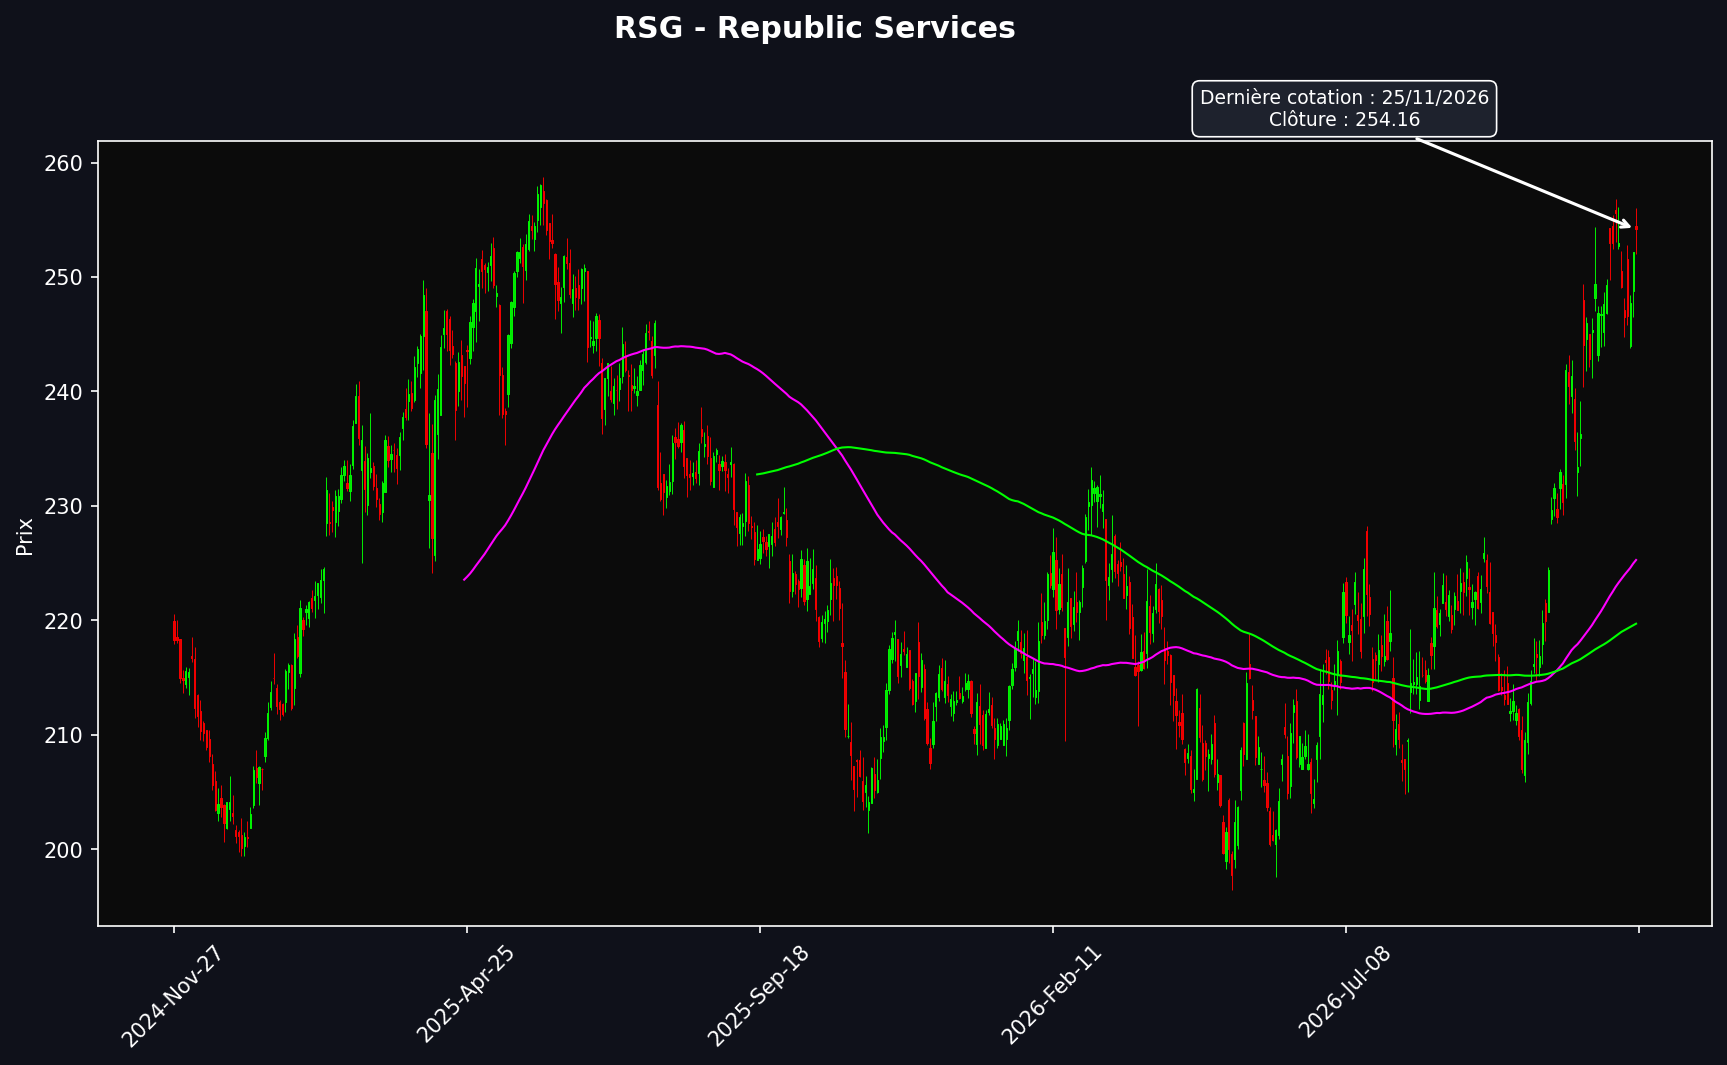 RSG - Republic Services
Dernière cotation : 25/11/2026
Clôture : 254.16
260
250
240
230
220
210
200
Prix
2024-Nov-27
2025-Apr-25
2025-Sep-18
2026-Feb-11
2026-Jul-08